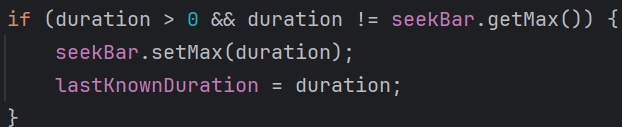 if (duration > 0 && duration != seekBar.getMax()) {
    seekBar.setMax(duration);
    lastKnownDuration = duration;
}